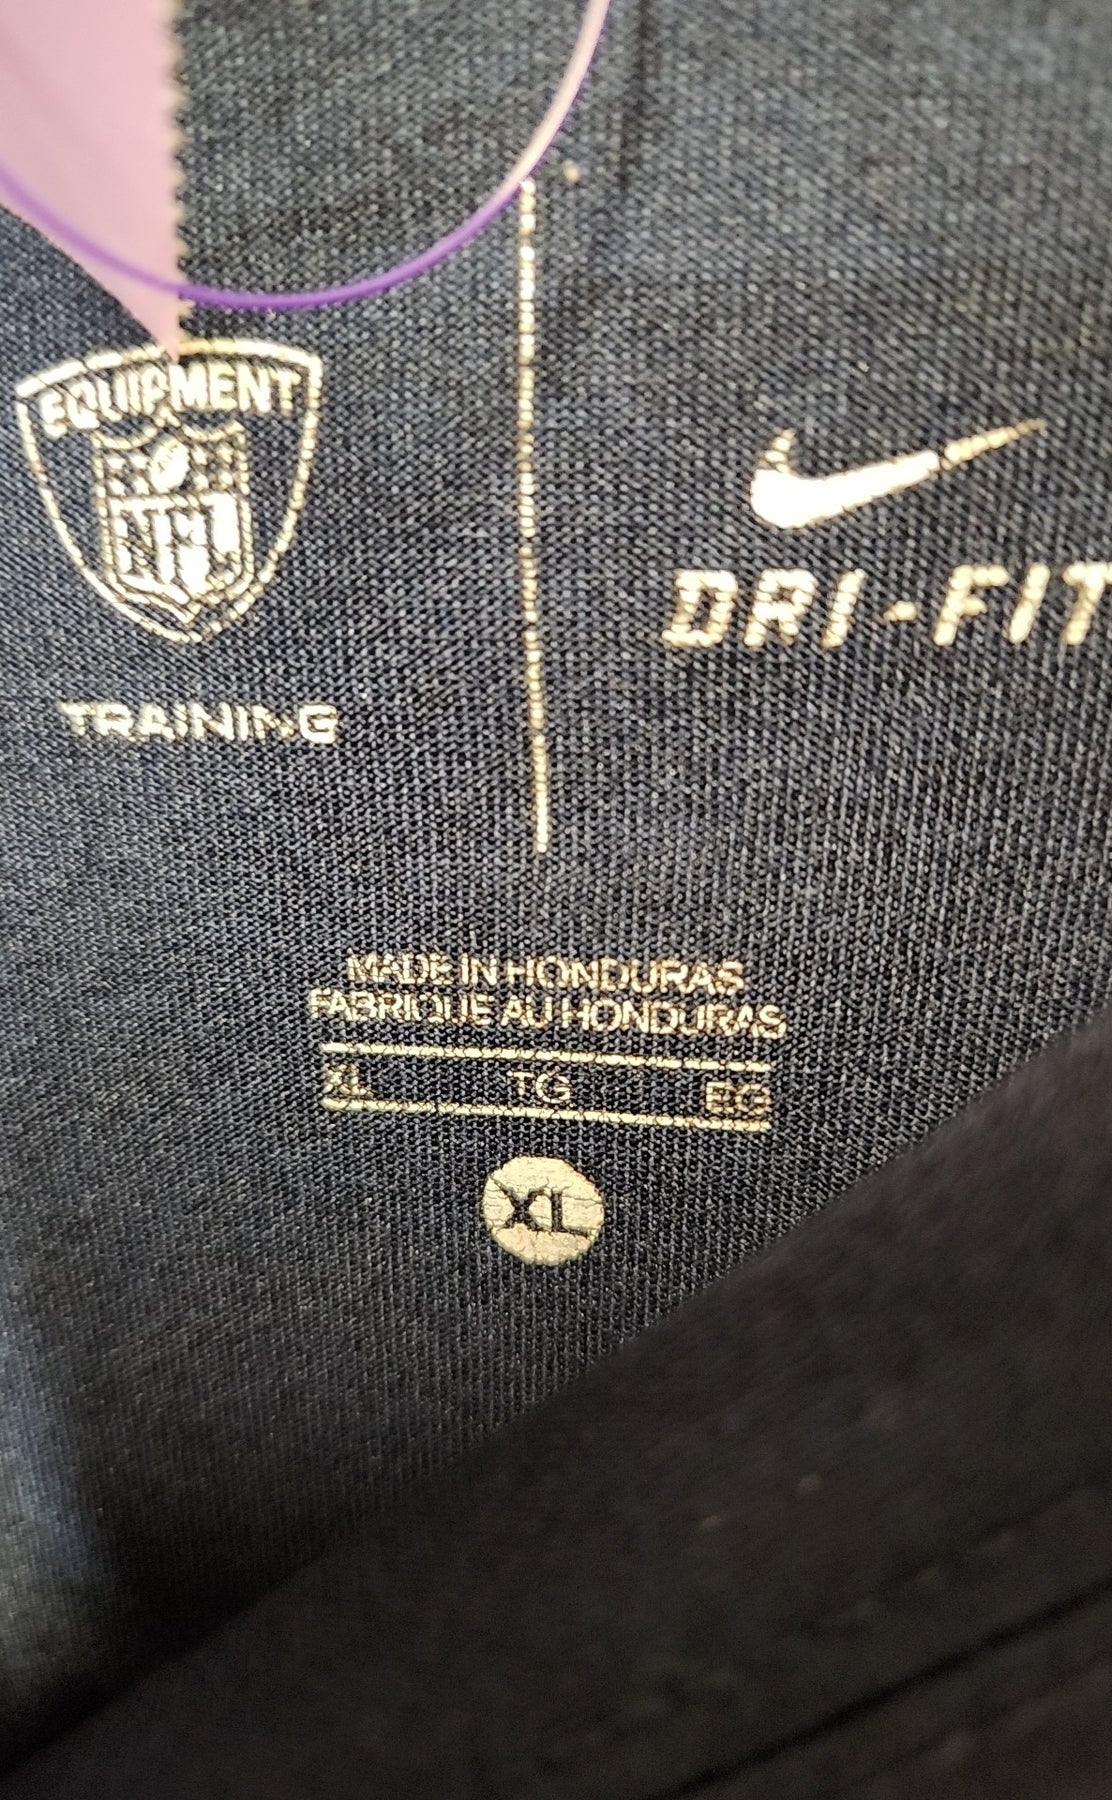 EQUIPMENT
NFL
TRAINING
DRI-FIT
MADE IN HONDURAS
FABRIQUE AU HONDURAS
XL TG EG
XL